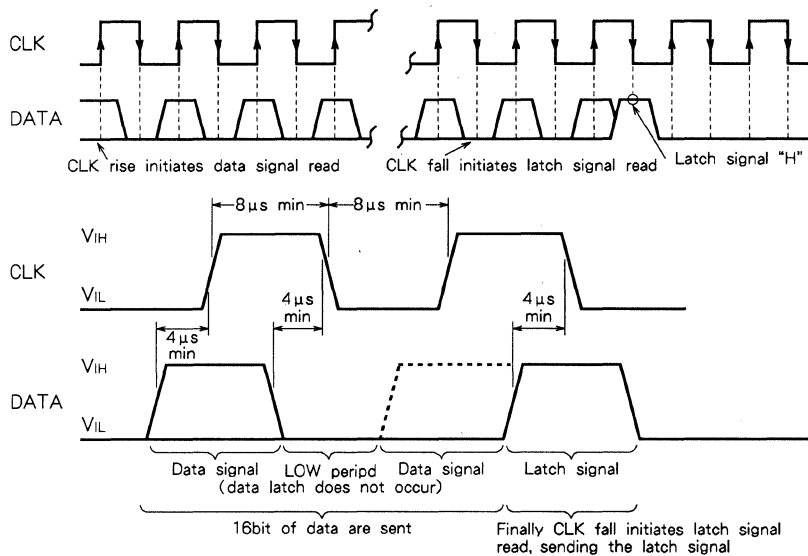 CLK
DATA
CLK rise initiates data signal read
CLK fall initiates latch signal read
Latch signal "H"
8μs min
8μs min
VIH
CLK
VIL
4μs
min
4μs
min
4μs
min
VIH
DATA
VIL
Data signal
LOW peripd
Data signal
Latch signal
(data latch does not occur)
16bit of data are sent
Finally CLK fall initiates latch signal
read, sending the latch signal